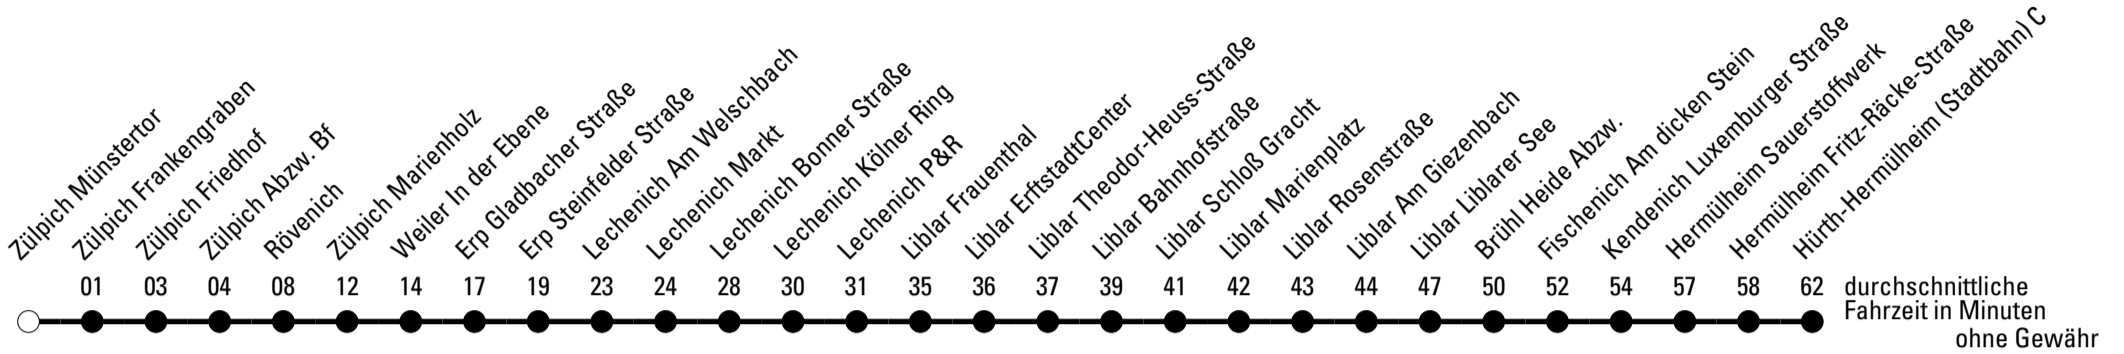 Zülpich Münstertor
Zülpich Frankengraben
Zülpich Friedhof
Zülpich Abzw. Bf
Rövenich
Zülpich Marienholz
Weiler In der Ebene
Erp Gladbacher Straße
Erp Steinfelder Straße
Lechenich Am Welschbach
Lechenich Markt
Lechenich Bonner Straße
Lechenich Kölner Ring
Lechenich P&R
Liblar Frauenthal
Liblar ErftstadtCenter
Liblar Theodor-Heuss-Straße
Liblar Bahnhofstraße
Liblar Schloß Gracht
Liblar Marienplatz
Liblar Rosenstraße
Liblar Am Giezenbach
Liblar Liblarer See
Brühl Heide Abzw.
Fischenich Am dicken Stein
Kendenich Luxemburger Straße
Hermülheim Sauerstoffwerk
Hermülheim Fritz-Räcke-Straße
Hürth-Hermülheim (Stadtbahn) C
01 03 04 08 12 14 17 19 23 24 28 30 31 35 36 37 39 41 42 43 44 47 50 52 54 57 58 62 durchschnittliche
Fahrzeit in Minuten
ohne Gewähr